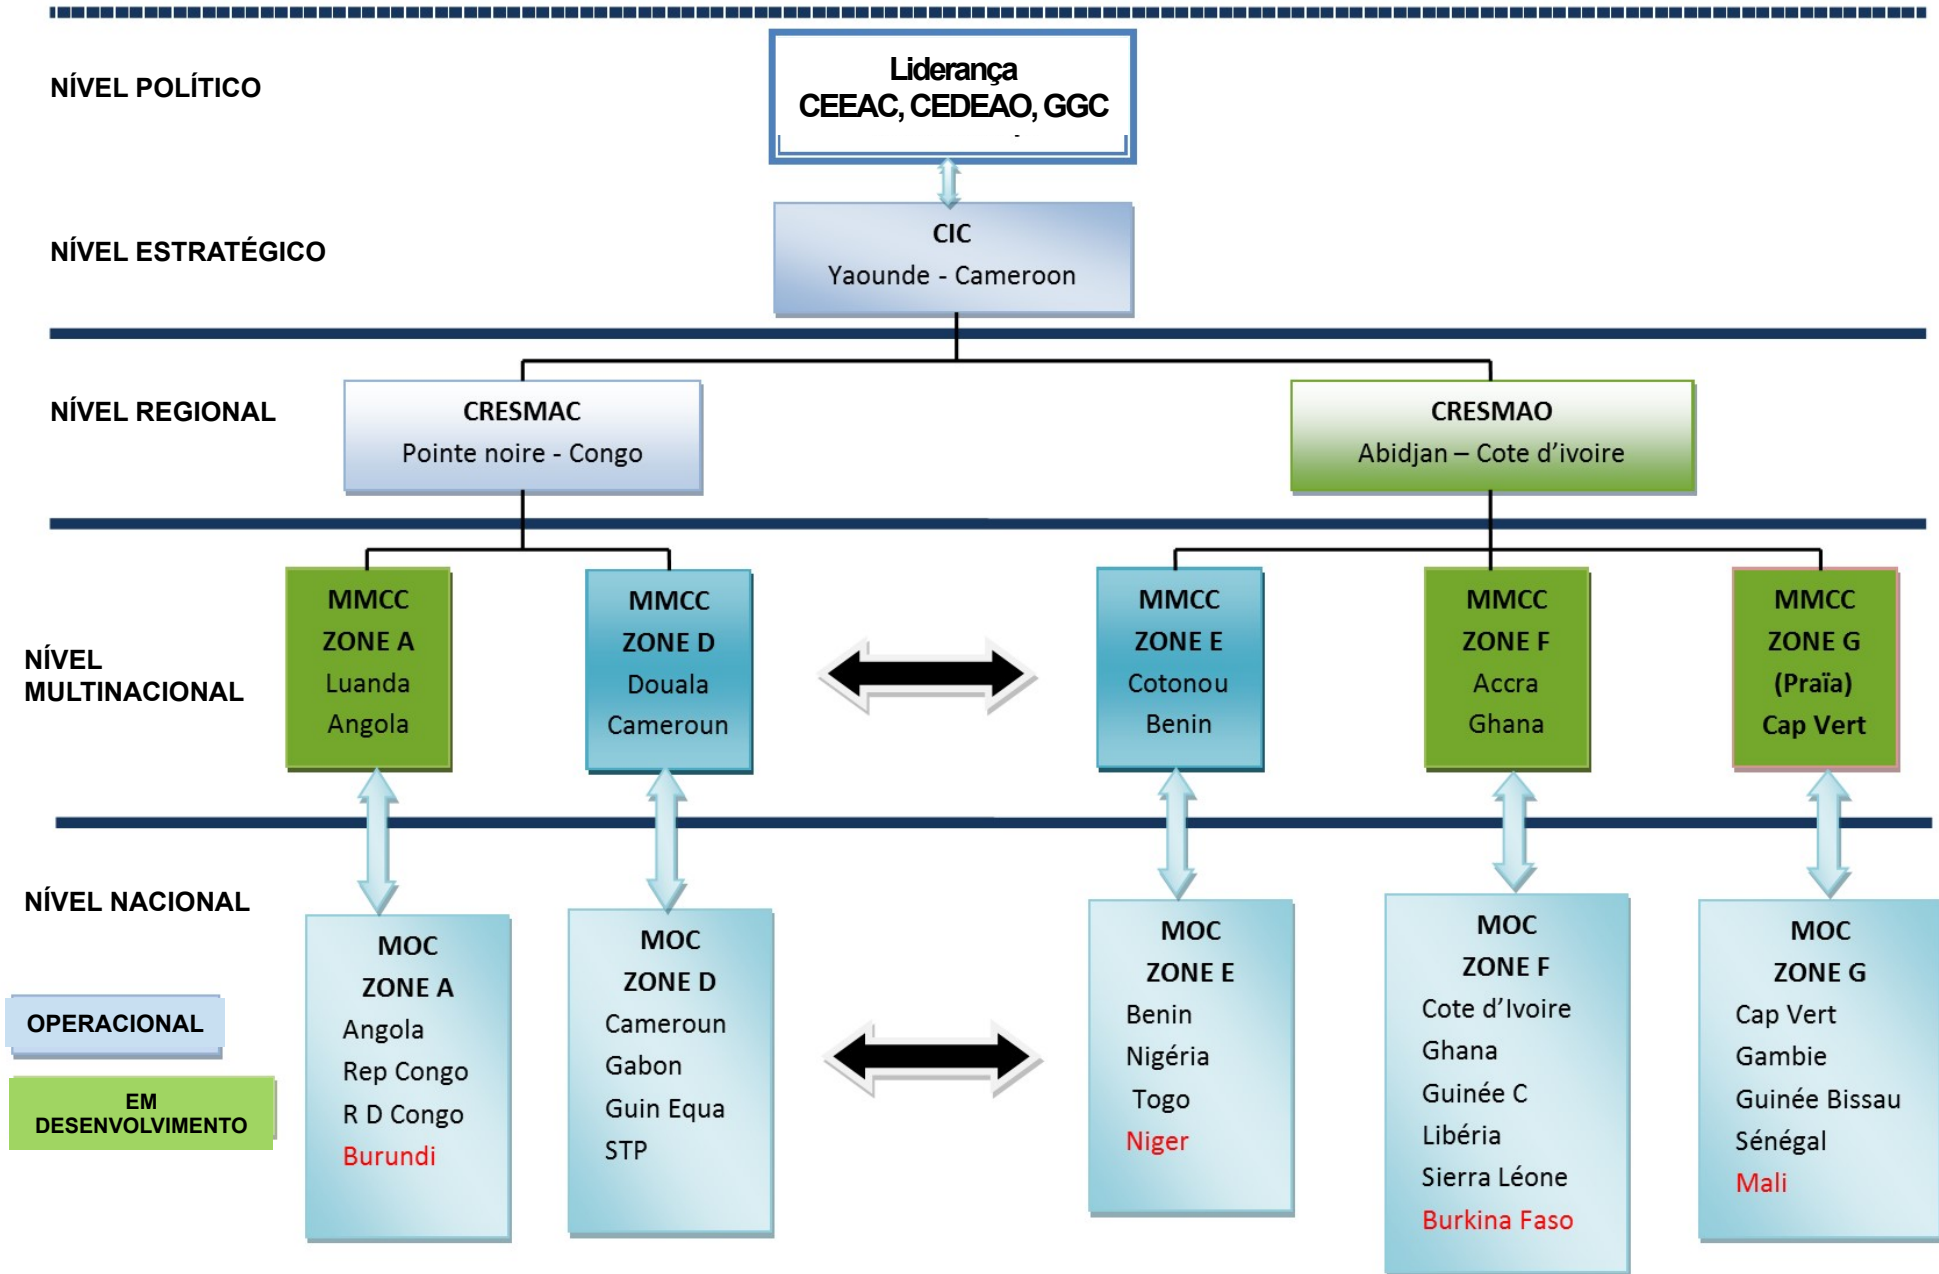 NÍVEL POLÍTICO
Liderança
CEEAC, CEDEAO, GGC
NÍVEL ESTRATÉGICO
CIC
Yaounde - Cameroon
NÍVEL REGIONAL
CRESMAC
Pointe noire - Congo
CRESMAO
Abidjan – Cote d’ivoire
NÍVEL
MULTINACIONAL
MMCC
ZONE A
Luanda
Angola
MMCC
ZONE D
Douala
Cameroun
MMCC
ZONE E
Cotonou
Benin
MMCC
ZONE F
Accra
Ghana
MMCC
ZONE G
(Praïa)
Cap Vert
NÍVEL NACIONAL
MOC
ZONE A
Angola
Rep Congo
R D Congo
Burundi
MOC
ZONE D
Cameroun
Gabon
Guin Equa
STP
MOC
ZONE E
Benin
Nigéria
Togo
Niger
MOC
ZONE F
Cote d’Ivoire
Ghana
Guinée C
Libéria
Sierra Léone
Burkina Faso
MOC
ZONE G
Cap Vert
Gambie
Guinée Bissau
Sénégal
Mali
OPERACIONAL
EM
DESENVOLVIMENTO